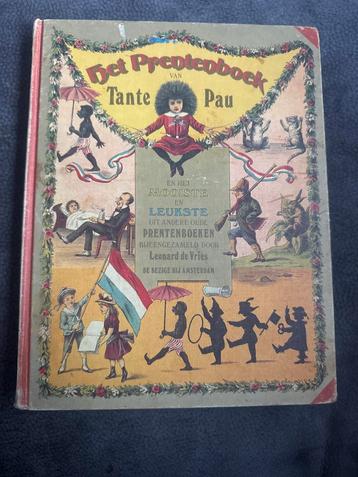 Het Prentenboek
VAN
Tante Pau
EN HET
MOOISTE
EN
LEUKSTE
UIT ANDERE OUDE
PRENTENBOEKEN
BIJEENGEZAMELD DOOR
Leonard de Vries
DE BEZIGE BIJ AMSTERDAM